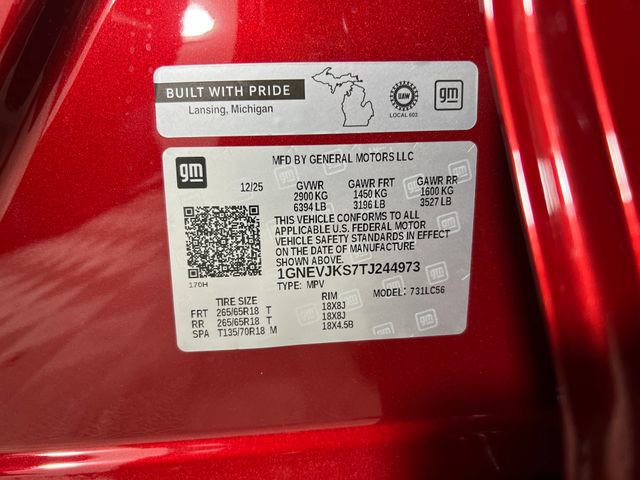 BUILT WITH PRIDE
Lansing, Michigan
UAW
LOCAL 602
gm
gm
MFD BY GENERAL MOTORS LLC
12/25
GVWR GAWR FRT GAWR RR
2900 KG 1450 KG 1600 KG
6394 LB 3196 LB 3527 LB
THIS VEHICLE CONFORMS TO ALL
APPLICABLE U.S. FEDERAL MOTOR
VEHICLE SAFETY STANDARDS IN EFFECT
ON THE DATE OF MANUFACTURE
SHOWN ABOVE.
1GNEVJKS7TJ244973
170H
TYPE: MPV MODEL: 731LC56
TIRE SIZE RIM
FRT 265/65R18 T 18X8J
RR 265/65R18 T 18X8J
SPA T135/70R18 M 18X4.5B